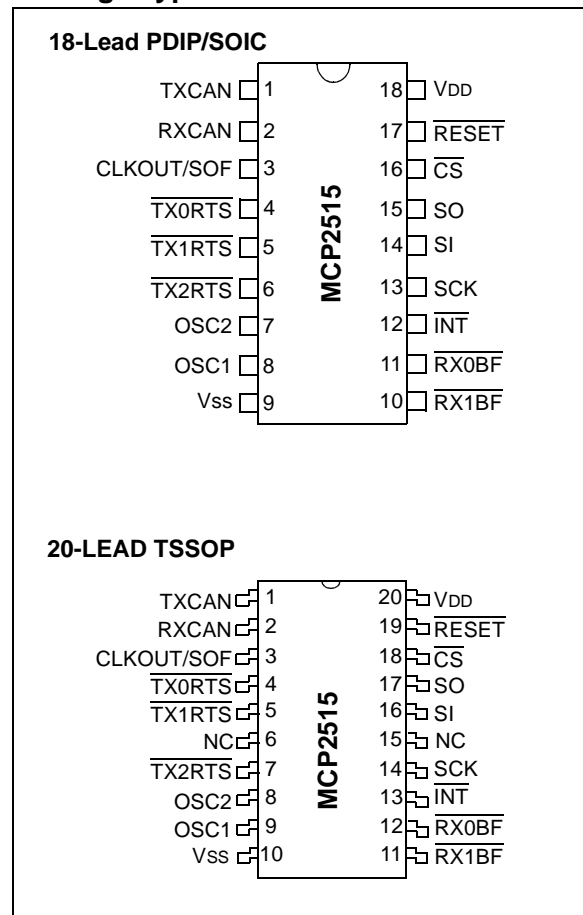 18-Lead PDIP/SOIC
TXCAN 1 18 VDD
RXCAN 2 17 RESET
CLKOUT/SOF 3 16 CS
TX0RTS 4 15 SO
TX1RTS 5 14 SI
TX2RTS 6 13 SCK
OSC2 7 12 INT
OSC1 8 11 RX0BF
Vss 9 10 RX1BF
MCP2515
20-LEAD TSSOP
TXCAN 1 20 VDD
RXCAN 2 19 RESET
CLKOUT/SOF 3 18 CS
TX0RTS 4 17 SO
TX1RTS 5 16 SI
NC 6 15 NC
TX2RTS 7 14 SCK
OSC2 8 13 INT
OSC1 9 12 RX0BF
Vss 10 11 RX1BF
MCP2515